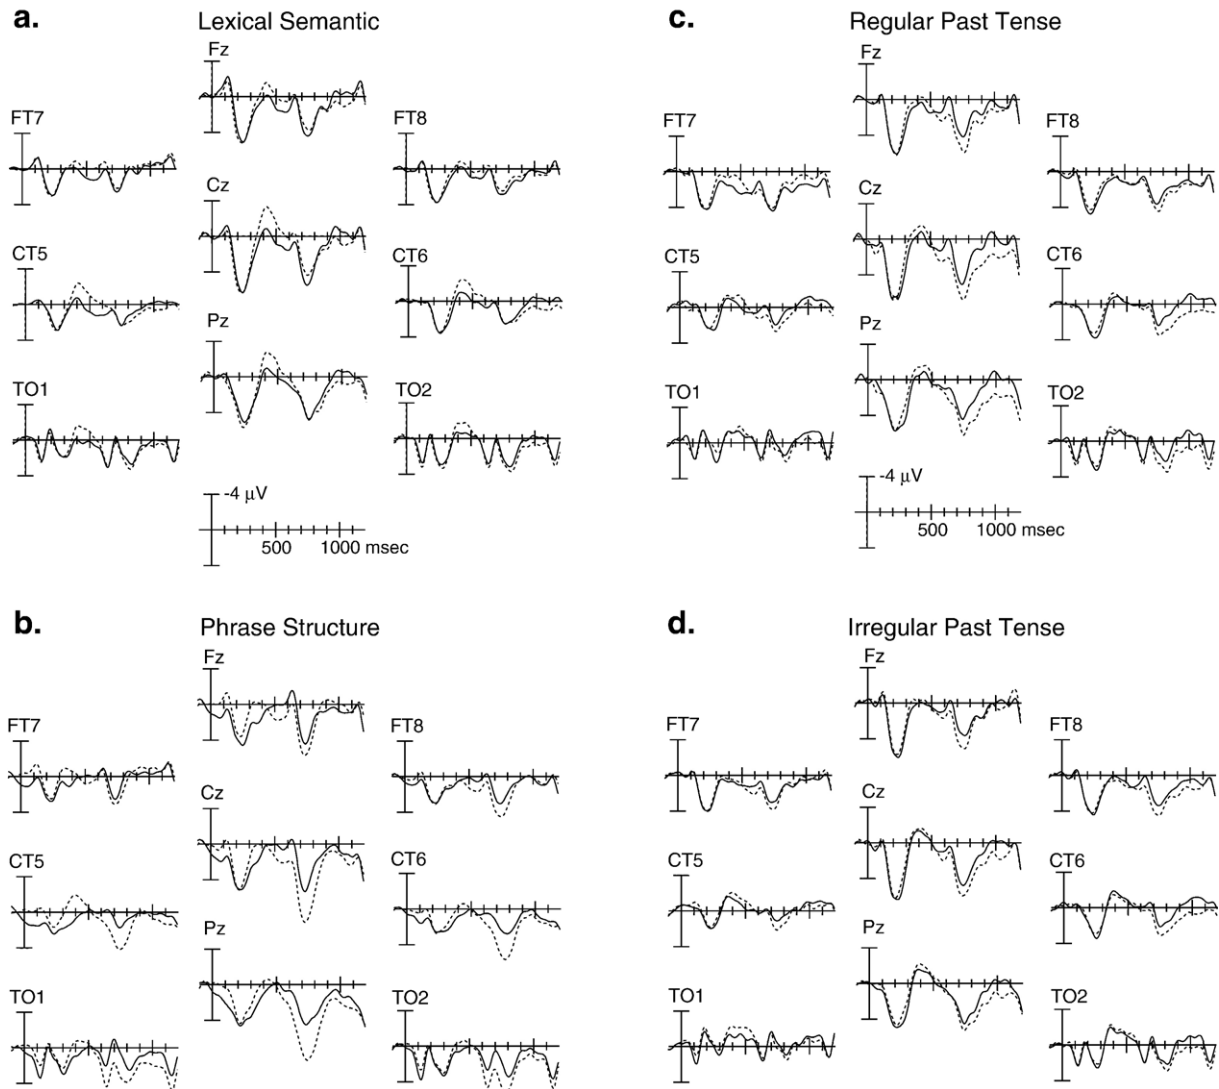 a.
Lexical Semantic
Fz
FT7
FT8
Cz
CT5
CT6
Pz
TO1
TO2
-4 μV
500
1000 msec
c.
Regular Past Tense
Fz
FT7
FT8
Cz
CT5
CT6
Pz
TO1
TO2
-4 μV
500
1000 msec
b.
Phrase Structure
Fz
FT7
FT8
Cz
CT5
CT6
Pz
TO1
TO2
d.
Irregular Past Tense
Fz
FT7
FT8
Cz
CT5
CT6
Pz
TO1
TO2